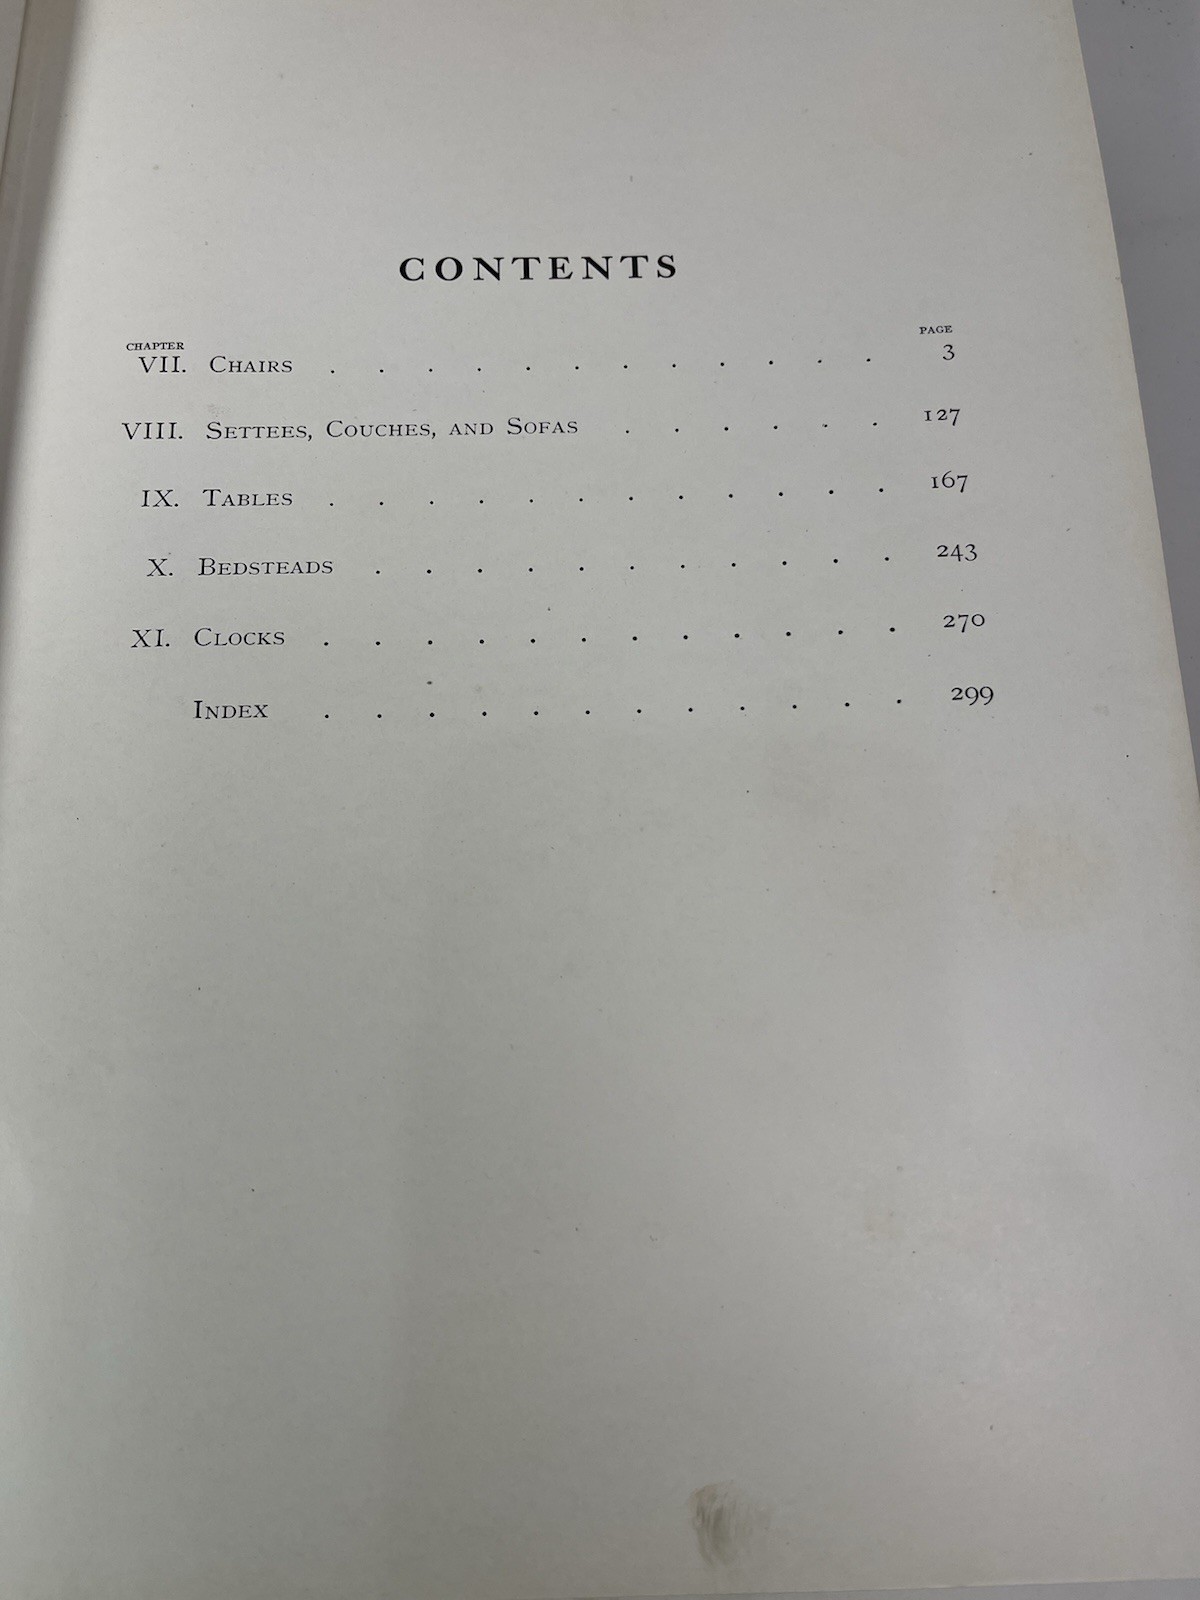 CONTENTS
CHAPTER PAGE
VII. CHAIRS . . . . . . . . . . . . 3
VIII. SETTEES, COUCHES, AND SOFAS . . . . . . 127
IX. TABLES . . . . . . . . . . . . 167
X. BEDSTEADS . . . . . . . . . . . 243
XI. CLOCKS . . . . . . . . . . . . 270
INDEX . . . . . . . . . . . . 299